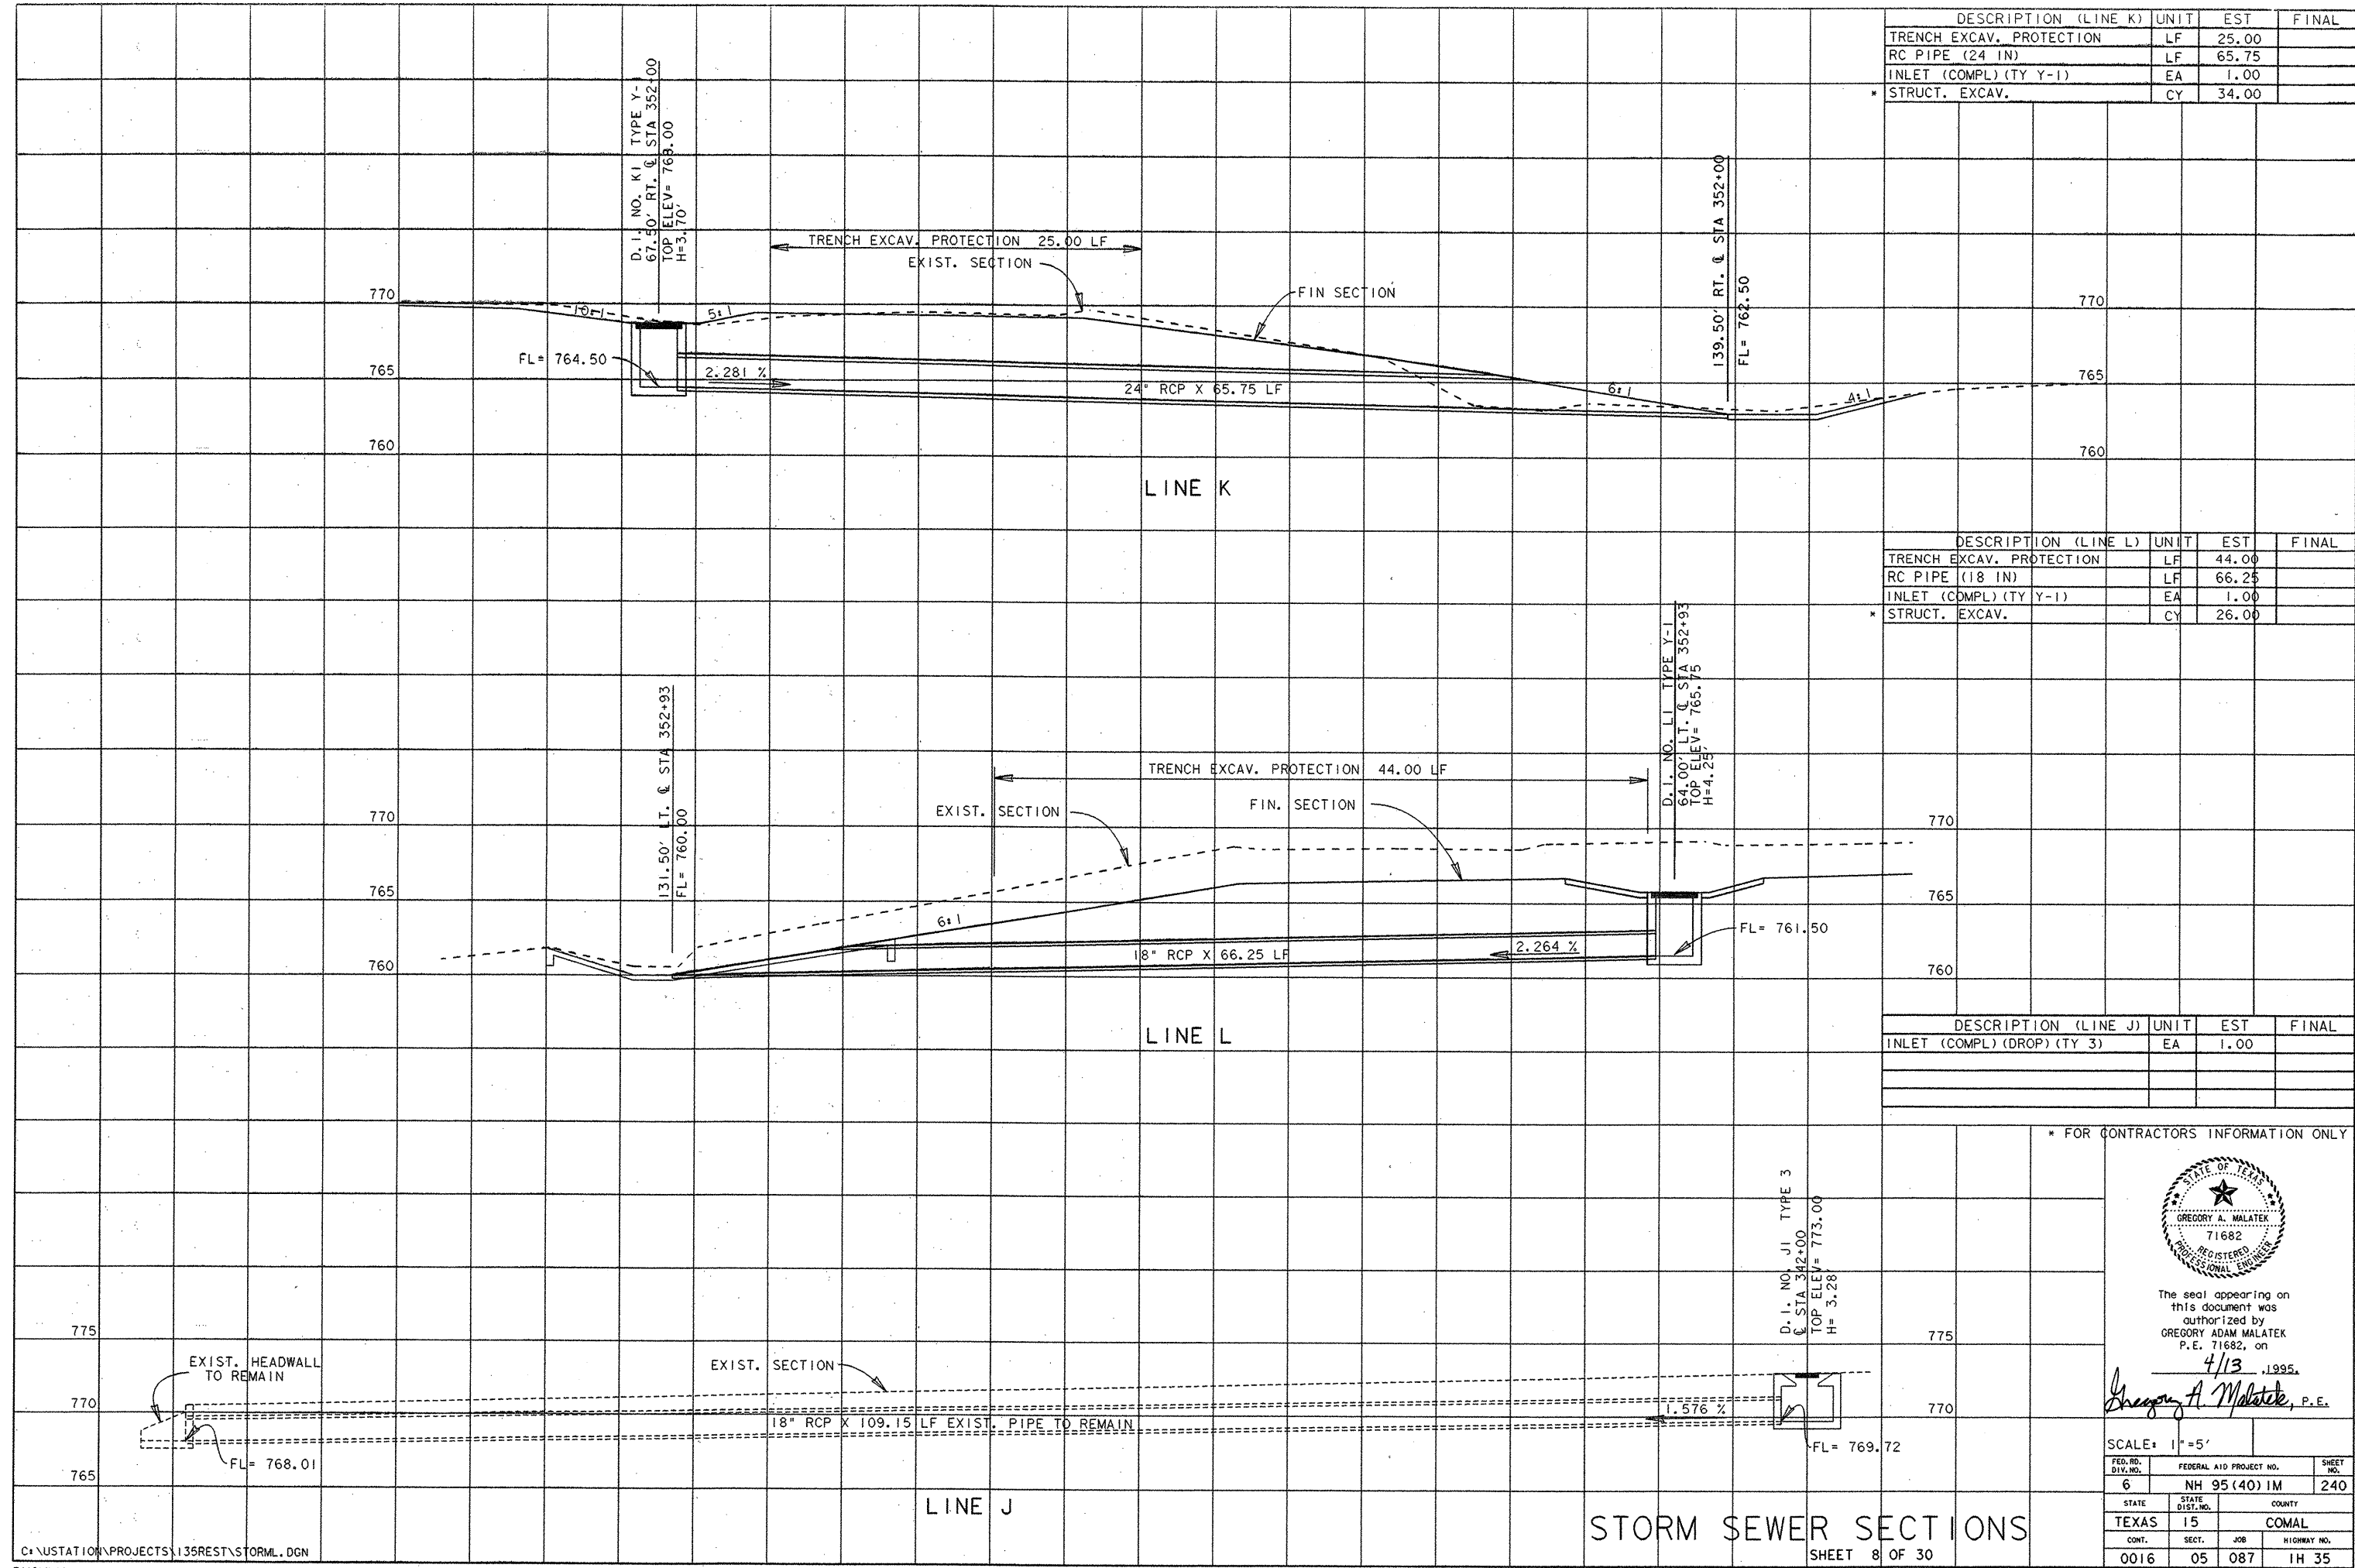 DESCRIPTION (LINE K) UNIT EST FINAL
TRENCH EXCAV. PROTECTION LF 25.00
RC PIPE (24 IN) LF 65.75
INLET (COMPL)(TY Y-1) EA 1.00
* STRUCT. EXCAV. CY 34.00
D.I. NO. K1 TYPE Y-1
67.50' RT. ℄ STA 352+00
TOP ELEV= 768.00
H=3.70'
139.50' RT. ℄ STA 352+00
FL= 762.50
TRENCH EXCAV. PROTECTION 25.00 LF
EXIST. SECTION
FIN SECTION
770
770
10:1
5:1
FL= 764.50
765
2.281 %
24" RCP X 65.75 LF
6:1
4:1
765
760
760
LINE K
DESCRIPTION (LINE L) UNIT EST FINAL
TRENCH EXCAV. PROTECTION LF 44.00
RC PIPE (18 IN) LF 66.25
INLET (COMPL)(TY Y-1) EA 1.00
* STRUCT. EXCAV. CY 26.00
131.50' LT. ℄ STA 352+93
FL= 760.00
D.I. NO. L1 TYPE Y-1
64.00' LT. ℄ STA 352+93
TOP ELEV= 765.75
H=4.25'
TRENCH EXCAV. PROTECTION 44.00 LF
EXIST. SECTION
FIN. SECTION
770
770
765
765
6:1
FL= 761.50
2.264 %
18" RCP X 66.25 LF
760
760
LINE L
DESCRIPTION (LINE J) UNIT EST FINAL
INLET (COMPL)(DROP)(TY 3) EA 1.00
* FOR CONTRACTORS INFORMATION ONLY
D.I. NO. J1 TYPE 3
℄ STA 342+00
TOP ELEV= 773.00
H= 3.28'
775
775
EXIST. HEADWALL
TO REMAIN
EXIST. SECTION
770
770
18" RCP X 109.15 LF EXIST. PIPE TO REMAIN
1.576 %
FL= 768.01
FL= 769.72
765
LINE J
STATE OF TEXAS
GREGORY A. MALATEK
71682
REGISTERED
PROFESSIONAL ENGINEER
The seal appearing on
this document was
authorized by
GREGORY ADAM MALATEK
P.E. 71682, on
4/13 ,1995.
Gregory A. Malatek, P.E.
SCALE: 1"=5'
FED.RD. DIV.NO. FEDERAL AID PROJECT NO. SHEET NO.
6 NH 95(40)IM 240
STATE STATE DIST.NO. COUNTY
TEXAS 15 COMAL
CONT. SECT. JOB HIGHWAY NO.
0016 05 087 IH 35
STORM SEWER SECTIONS
SHEET 8 OF 30
C:\USTATION\PROJECTS\I35REST\STORML.DGN